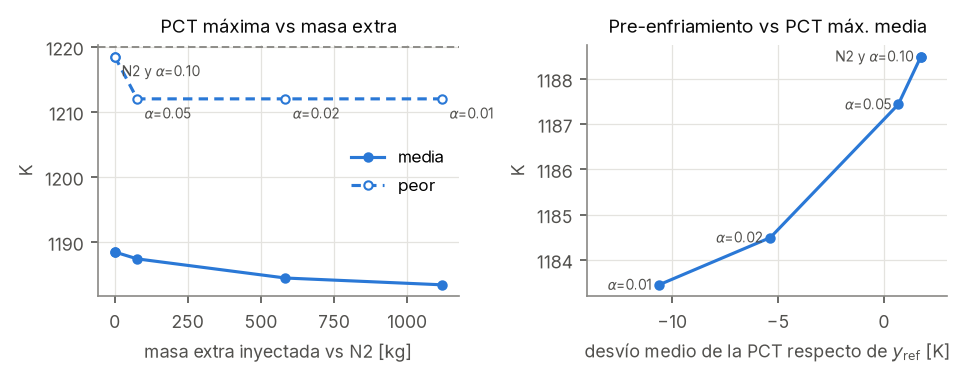 PCT máxima vs masa extra
1220
1210
1200
1190
K
N2 y α=0.10
α=0.05
α=0.02
α=0.01
media
peor
0
250
500
750
1000
masa extra inyectada vs N2 [kg]
Pre-enfriamiento vs PCT máx. media
1188
1187
1186
1185
1184
K
N2 y α=0.10
α=0.05
α=0.02
α=0.01
−10
−5
0
desvío medio de la PCT respecto de y_ref [K]